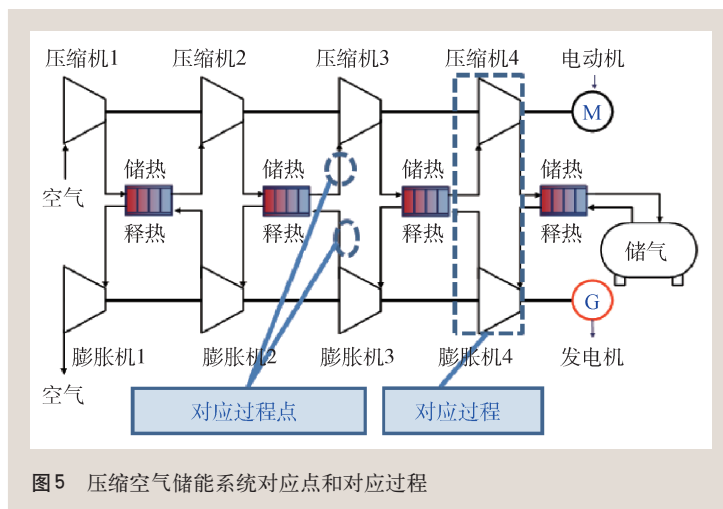 压缩机1
压缩机2
压缩机3
压缩机4
电动机
M
储热
储热
储热
储热
空气
释热
释热
释热
释热
储气
G
膨胀机1
膨胀机2
膨胀机3
膨胀机4
发电机
空气
对应过程点
对应过程
图5 压缩空气储能系统对应点和对应过程